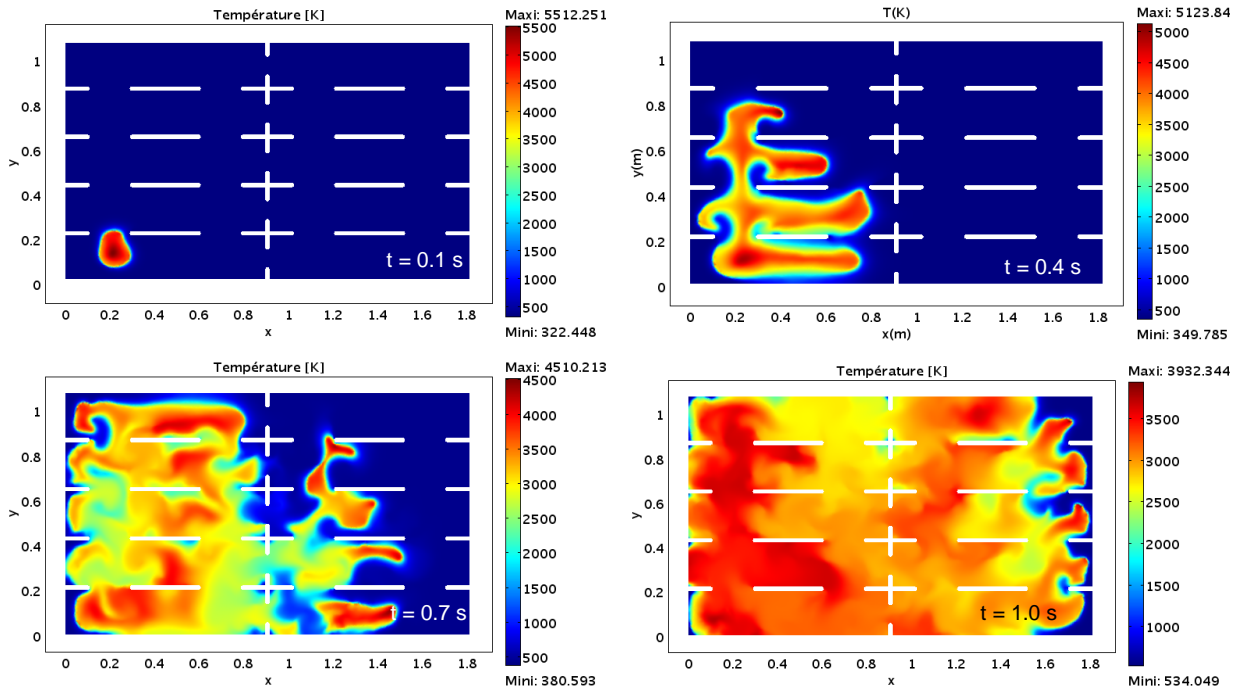 Température [K]
Maxi: 5512.251
5500
5000
4500
4000
3500
3000
2500
2000
1500
1000
500
Mini: 322.448
1
0.8
0.6
0.4
0.2
0
y
t = 0.1 s
0 0.2 0.4 0.6 0.8 1 1.2 1.4 1.6 1.8
x
T(K)
Maxi: 5123.84
5000
4500
4000
3500
3000
2500
2000
1500
1000
500
Mini: 349.785
1
0.8
0.6
0.4
0.2
0
y(m)
t = 0.4 s
0 0.2 0.4 0.6 0.8 1 1.2 1.4 1.6 1.8
x(m)
Température [K]
Maxi: 4510.213
4500
4000
3500
3000
2500
2000
1500
1000
500
Mini: 380.593
1
0.8
0.6
0.4
0.2
0
y
t = 0.7 s
0 0.2 0.4 0.6 0.8 1 1.2 1.4 1.6 1.8
x
Température [K]
Maxi: 3932.344
3500
3000
2500
2000
1500
1000
Mini: 534.049
1
0.8
0.6
0.4
0.2
0
y
t = 1.0 s
0 0.2 0.4 0.6 0.8 1 1.2 1.4 1.6 1.8
x